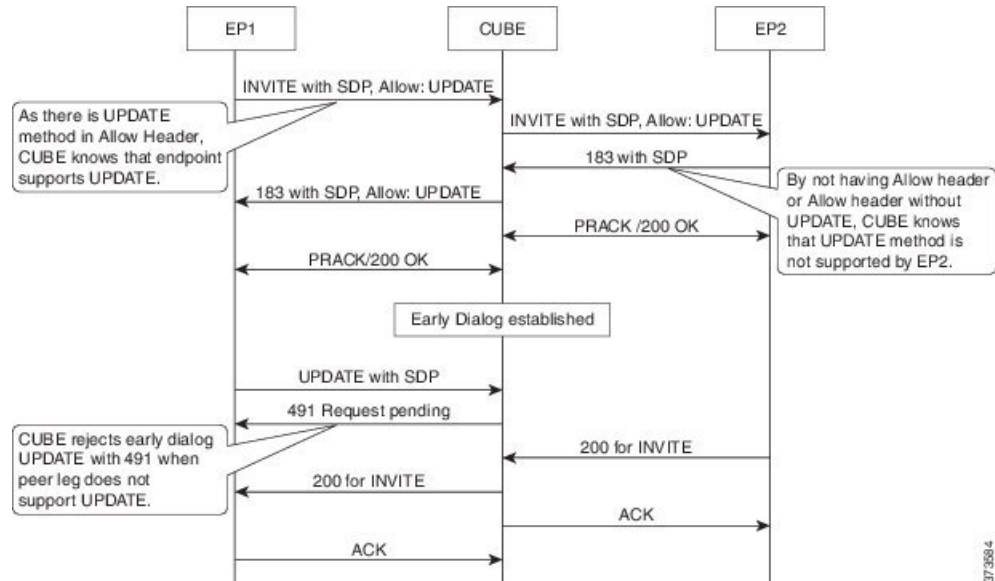 EP1
CUBE
EP2
INVITE with SDP, Allow: UPDATE
As there is UPDATE
method in Allow Header,
CUBE knows that endpoint
supports UPDATE.
INVITE with SDP, Allow: UPDATE
183 with SDP
By not having Allow header
or Allow header without
UPDATE, CUBE knows
that UPDATE method is
not supported by EP2.
183 with SDP, Allow: UPDATE
PRACK /200 OK
PRACK/200 OK
Early Dialog established
UPDATE with SDP
491 Request pending
CUBE rejects early dialog
UPDATE with 491 when
peer leg does not
support UPDATE.
200 for INVITE
200 for INVITE
ACK
ACK
373584